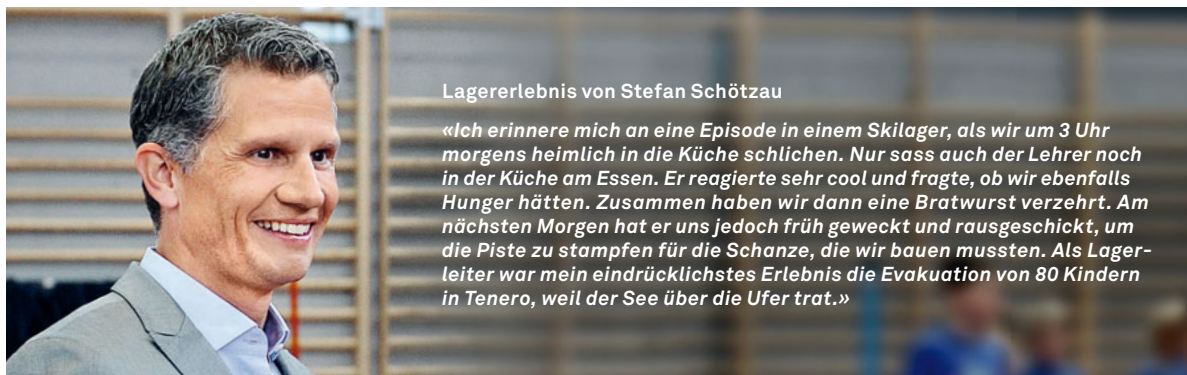 Lagererlebnis von Stefan Schötzau
«Ich erinnere mich an eine Episode in einem Skilager, als wir um 3 Uhr
morgens heimlich in die Küche schlichen. Nur sass auch der Lehrer noch
in der Küche am Essen. Er reagierte sehr cool und fragte, ob wir ebenfalls
Hunger hätten. Zusammen haben wir dann eine Bratwurst verzehrt. Am
nächsten Morgen hat er uns jedoch früh geweckt und rausgeschickt, um
die Piste zu stampfen für die Schanze, die wir bauen mussten. Als Lager-
leiter war mein eindrücklichstes Erlebnis die Evakuation von 80 Kindern
in Tenero, weil der See über die Ufer trat.»